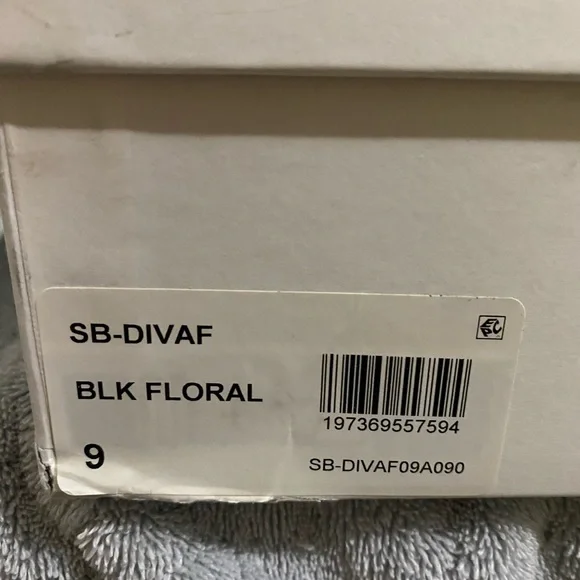 SB-DIVAF
BLK FLORAL
197369557594
9
SB-DIVAF09A090